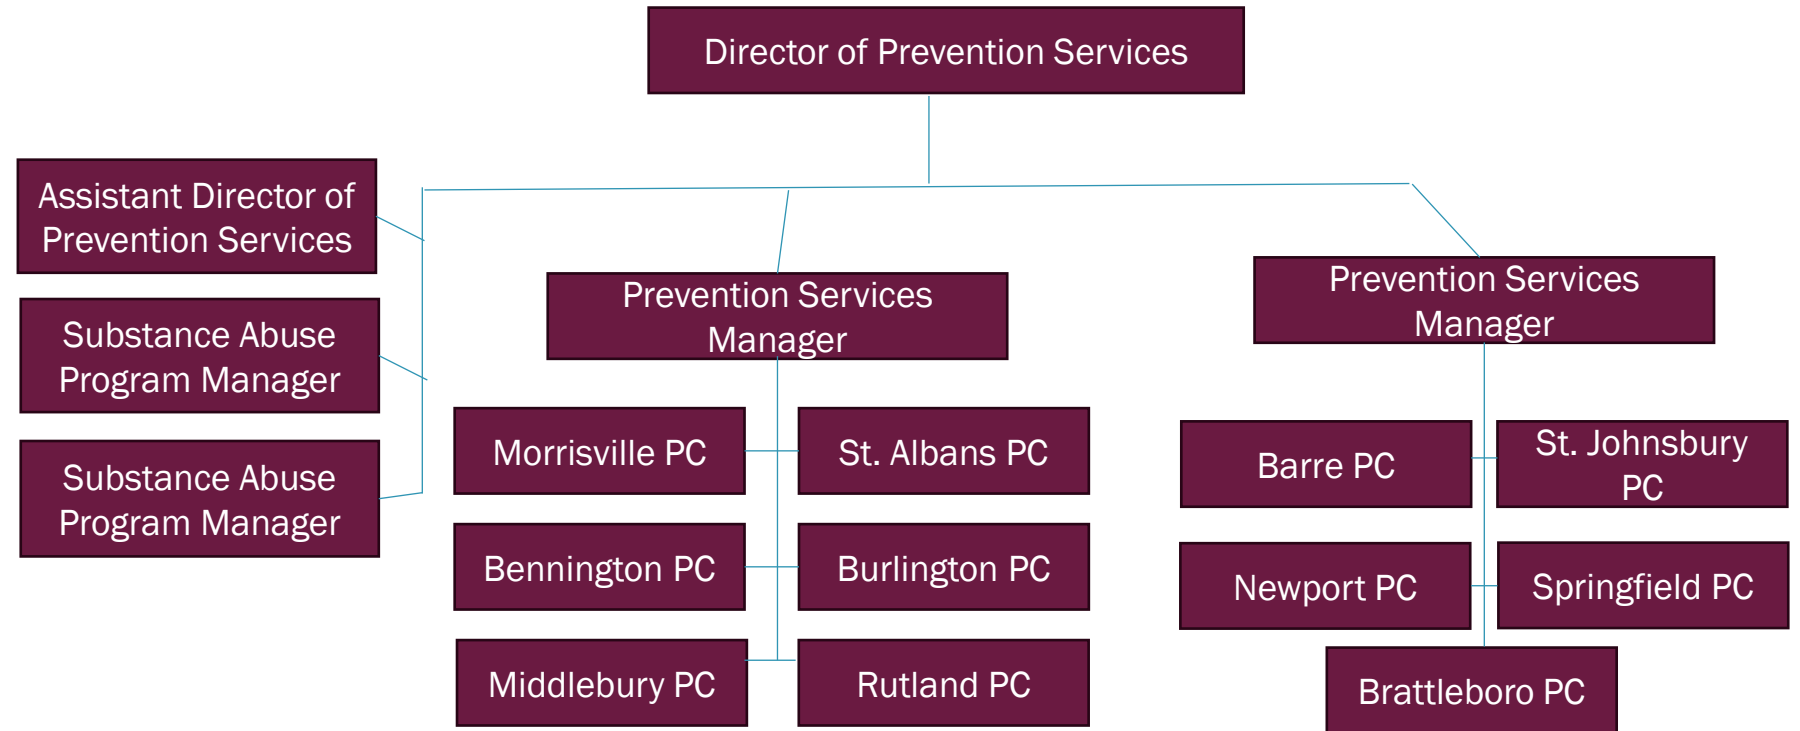 Director of Prevention Services
Assistant Director of
Prevention Services
Substance Abuse
Program Manager
Substance Abuse
Program Manager
Prevention Services
Manager
Morrisville PC
St. Albans PC
Bennington PC
Burlington PC
Middlebury PC
Rutland PC
Prevention Services
Manager
Barre PC
St. Johnsbury
PC
Newport PC
Springfield PC
Brattleboro PC